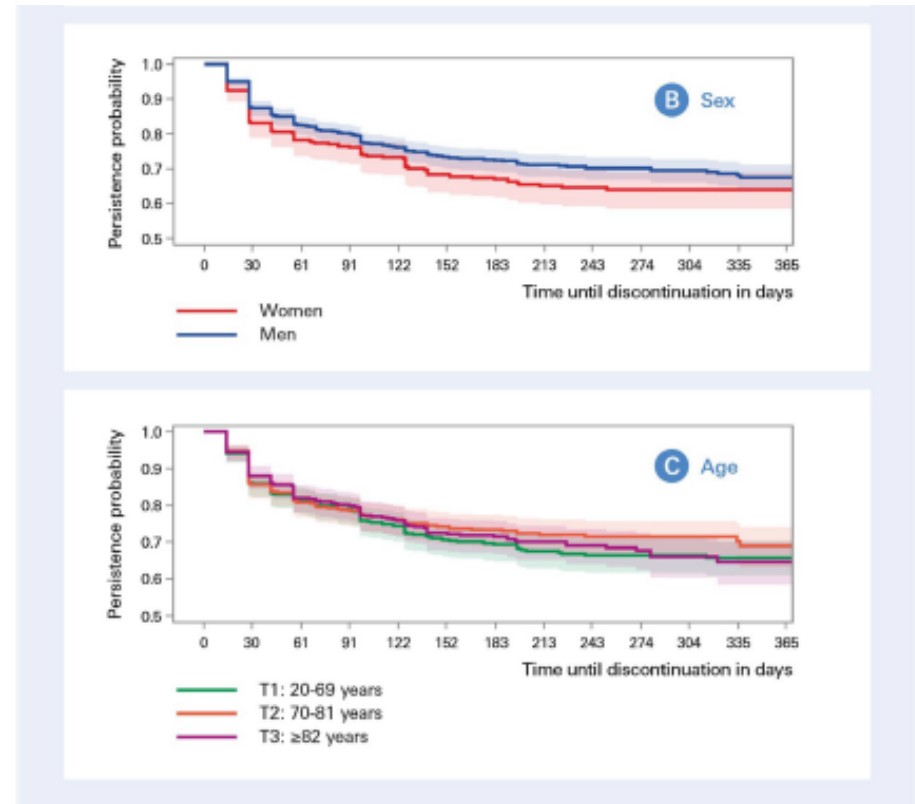 Persistence probability
1.0
0.9
0.8
0.7
0.6
0.5
B Sex
0 30 61 91 122 152 183 213 243 274 304 335 365
Time until discontinuation in days
Women
Men
Persistence probability
1.0
0.9
0.8
0.7
0.6
0.5
C Age
0 30 61 91 122 152 183 213 243 274 304 335 365
Time until discontinuation in days
T1: 20-69 years
T2: 70-81 years
T3: ≥82 years